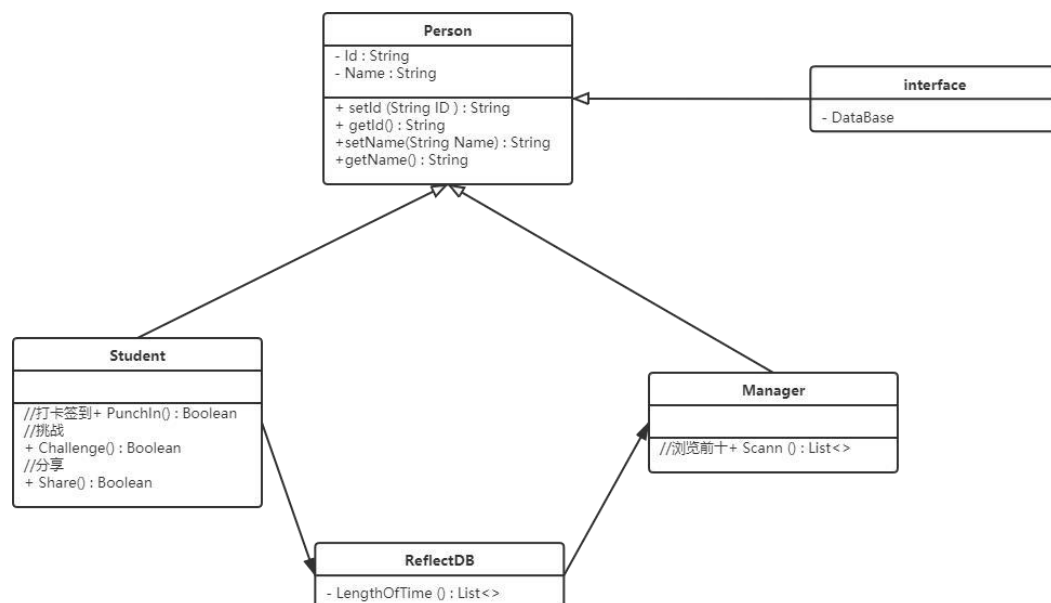 Person
- Id : String
- Name : String
+ setId (String ID ) : String
+ getId() : String
+setName(String Name) : String
+getName() : String
interface
- DataBase
Student
//打卡签到+ PunchIn() : Boolean
//挑战
+ Challenge() : Boolean
//分享
+ Share() : Boolean
Manager
//浏览前十+ Scann () : List<>
ReflectDB
- LengthOfTime () : List<>